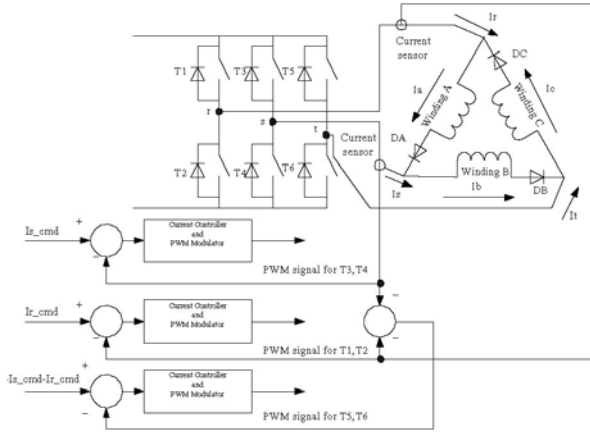 Current
sensor
Ir
DC
T1
T3
T5
Ia
Winding A
Winding C
Ic
r
s
t
Current
sensor
DA
T2
T4
T6
Is
Winding B
Ib
DB
It
Is_cmd
+
−
Current Controller
and
PWM Modulator
PWM signal for T3,T4
Ir_cmd
+
−
Current Controller
and
PWM Modulator
PWM signal for T1,T2
−
−
-Is_cmd-Ir_cmd
+
−
Current Controller
and
PWM Modulator
PWM signal for T5,T6